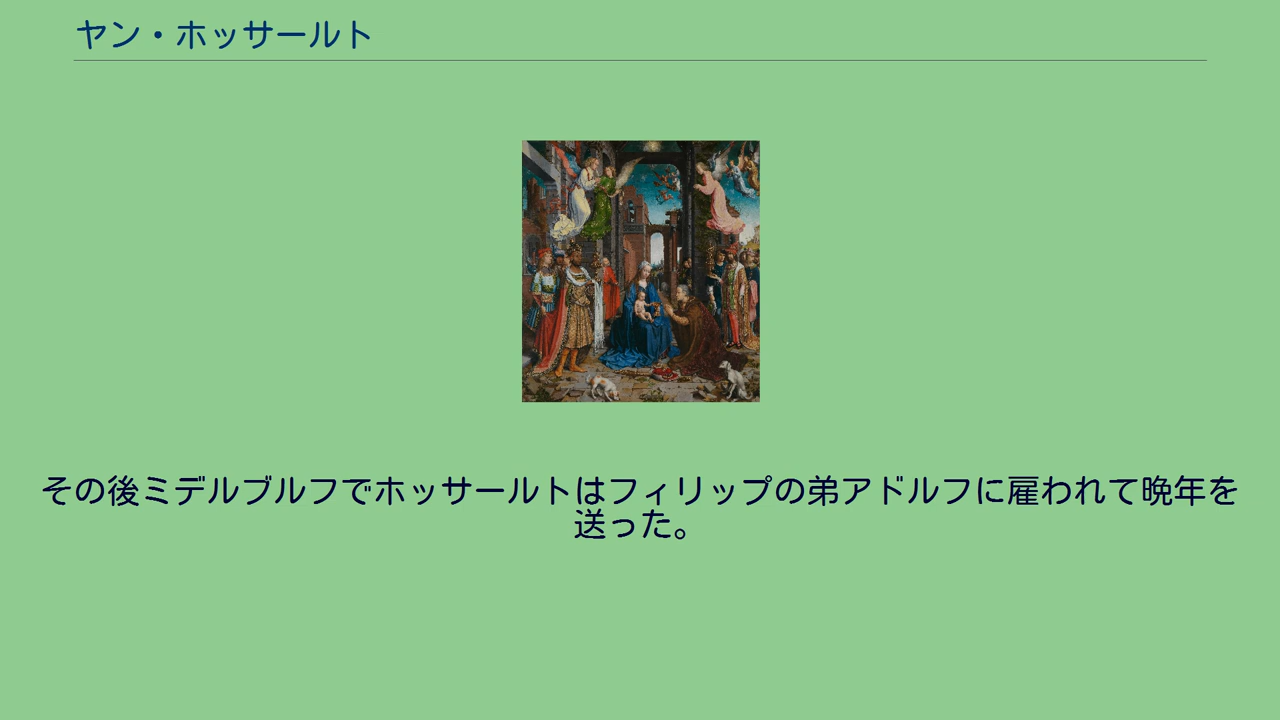 ヤン・ホッサールト
その後ミデルブルフでホッサールトはフィリップの弟アドルフに雇われて晩年を
送った。